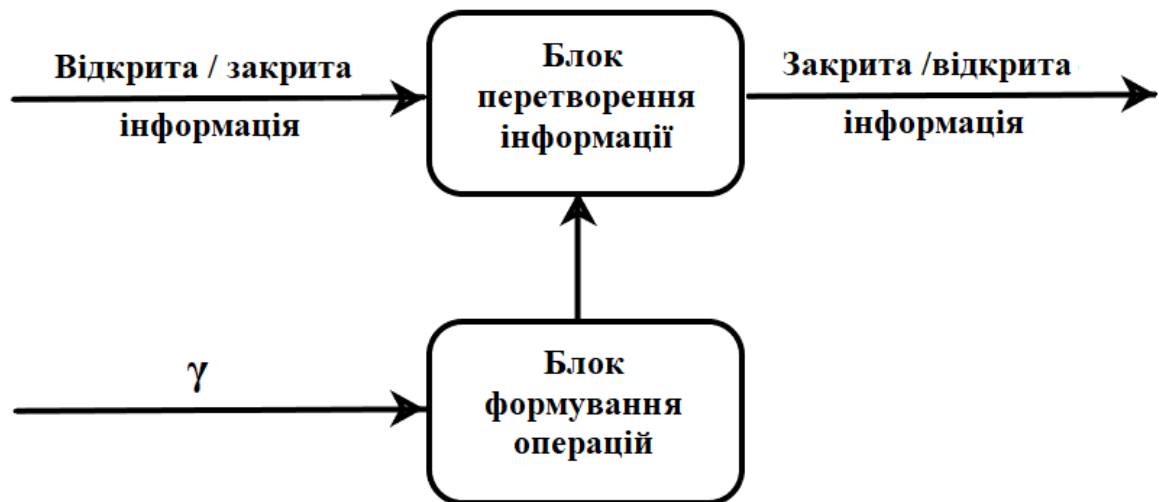 Відкрита / закрита
інформація
Блок
перетворення
інформації
Закрита /відкрита
інформація
γ
Блок
формування
операцій